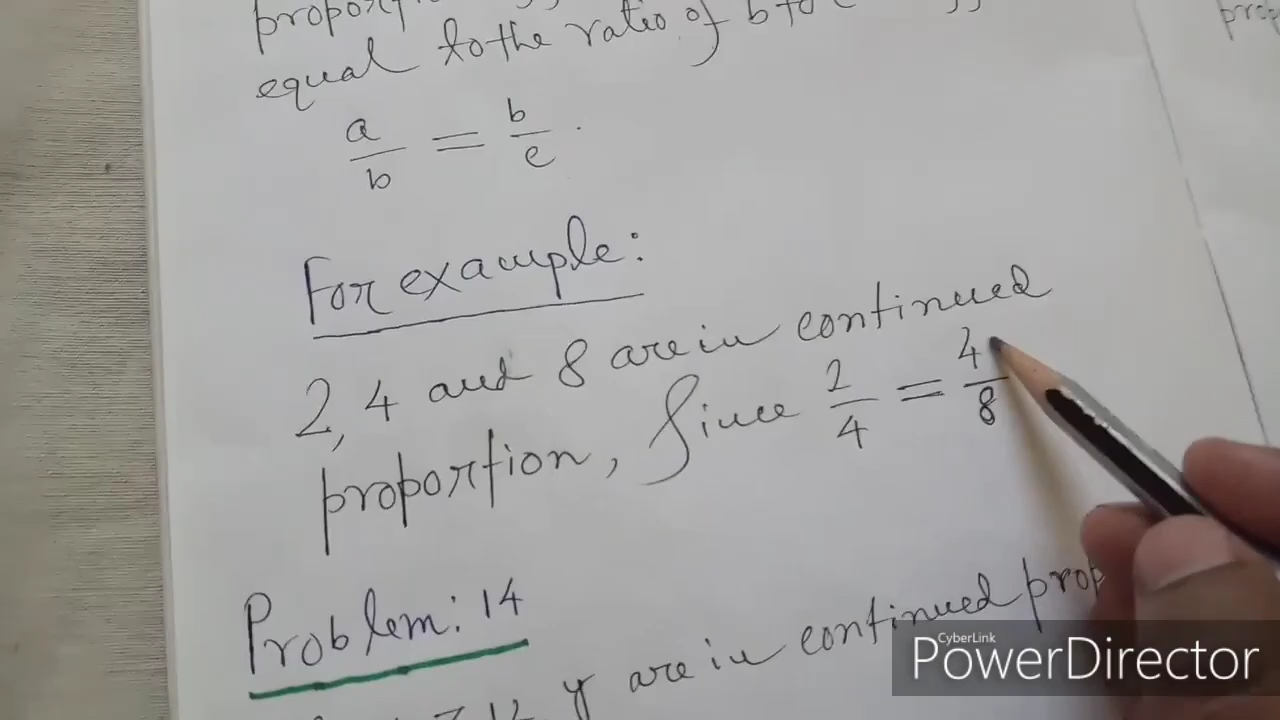 equal to the ratio of b to
a/b = b/c.
For example:
2, 4 and 8 are in continued
proportion, Since 2/4 = 4/8
Problem: 14
y are in continued prop
CyberLink
PowerDirector